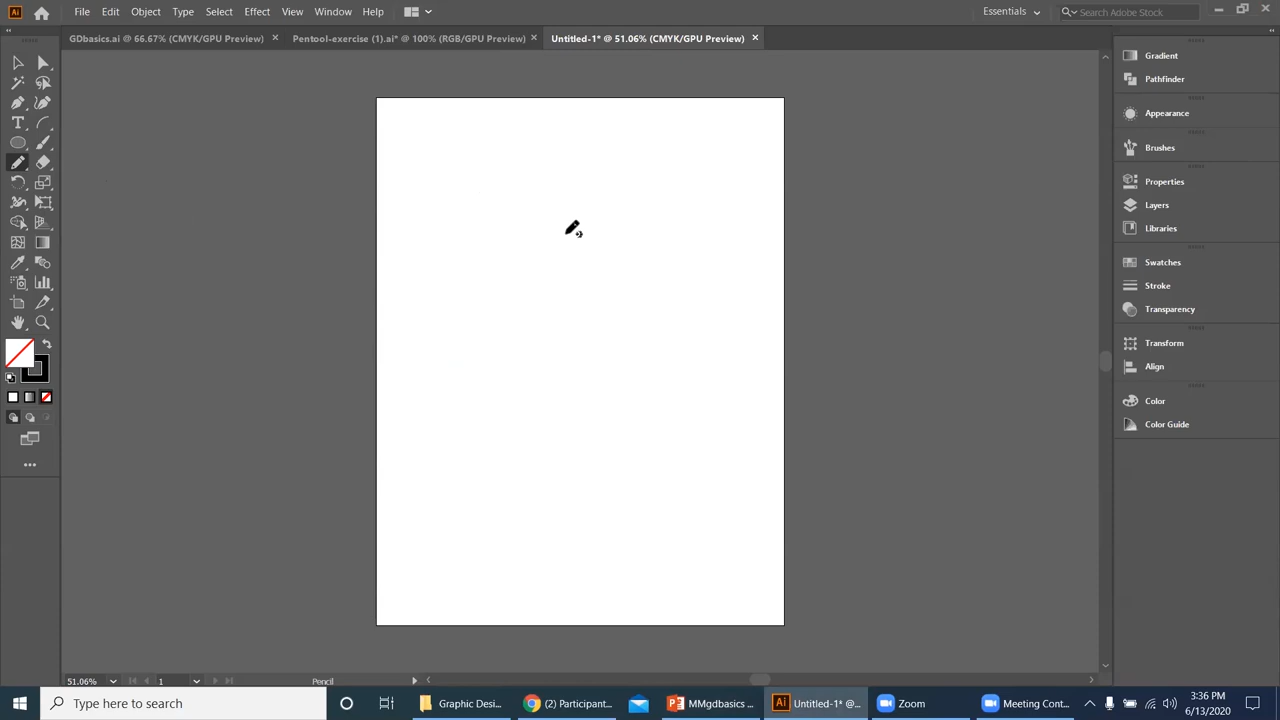 Ai File Edit Object Type Select Effect View Window Help Essentials Search Adobe Stock
GDbasics.ai @ 66.67% (CMYK/GPU Preview) Pentool-exercise (1).ai* @ 100% (RGB/GPU Preview) Untitled-1* @ 51.06% (CMYK/GPU Preview)
Gradient
Pathfinder
Appearance
Brushes
Properties
Layers
Libraries
Swatches
Stroke
Transparency
Transform
Align
Color
Color Guide
51.06% 1 Pencil
Type here to search Graphic Desi... (2) Participant... MMgdbasics ... Ai Untitled-1* @... Zoom Meeting Cont... 3:36 PM
6/13/2020